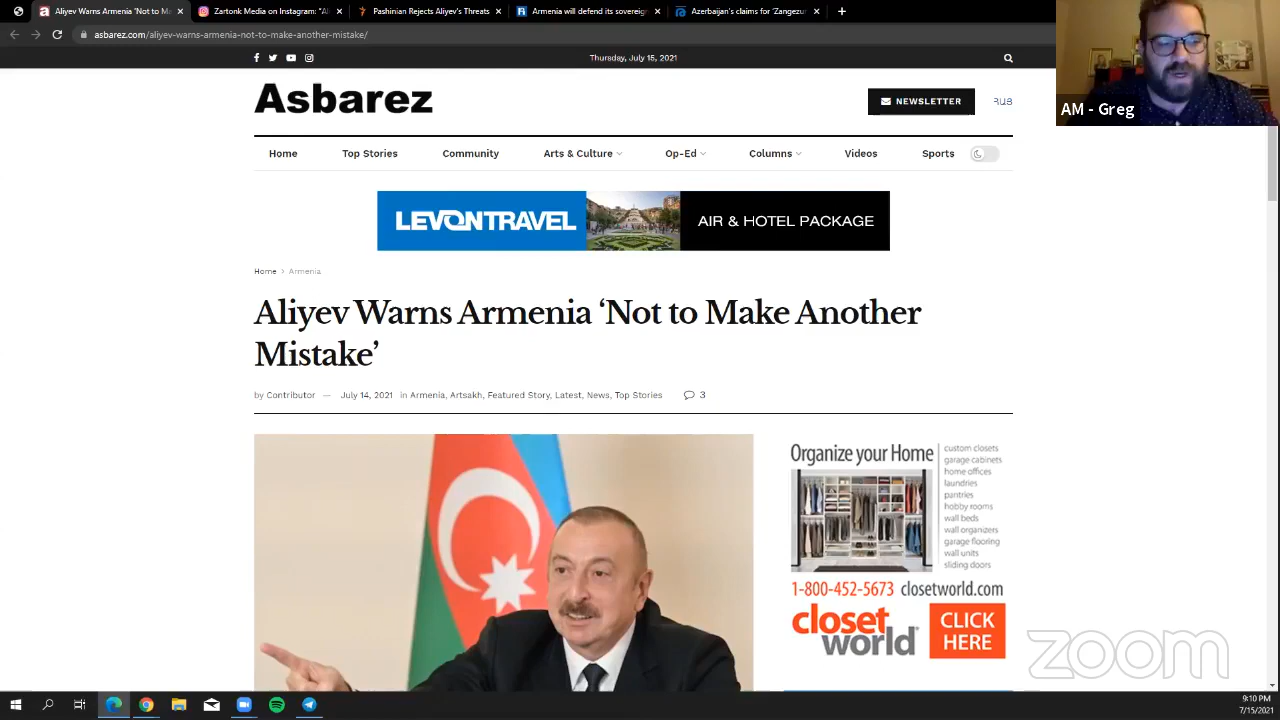 Aliyev Warns Armenia 'Not to M
Zartonk Media on Instagram: "Al
Pashinian Rejects Aliyev's Threats
Armenia will defend its sovereign
Azerbaijan's claims for 'Zangezur
asbarez.com/aliyev-warns-armenia-not-to-make-another-mistake/
AM - Greg
Thursday, July 15, 2021
Asbarez
NEWSLETTER
Home Top Stories Community Arts & Culture Op-Ed Columns Videos Sports
LEVONTRAVEL AIR & HOTEL PACKAGE
Home > Armenia
Aliyev Warns Armenia ‘Not to Make Another
Mistake’
by Contributor — July 14, 2021 in Armenia, Artsakh, Featured Story, Latest, News, Top Stories 3
Organize your Home
custom closets
garage cabinets
home offices
laundries
pantries
hobby rooms
wall beds
wall organizers
garage flooring
wall units
sliding doors
1-800-452-5673 closetworld.com
closet world®
CLICK
HERE
zoom
9:10 PM
7/15/2021